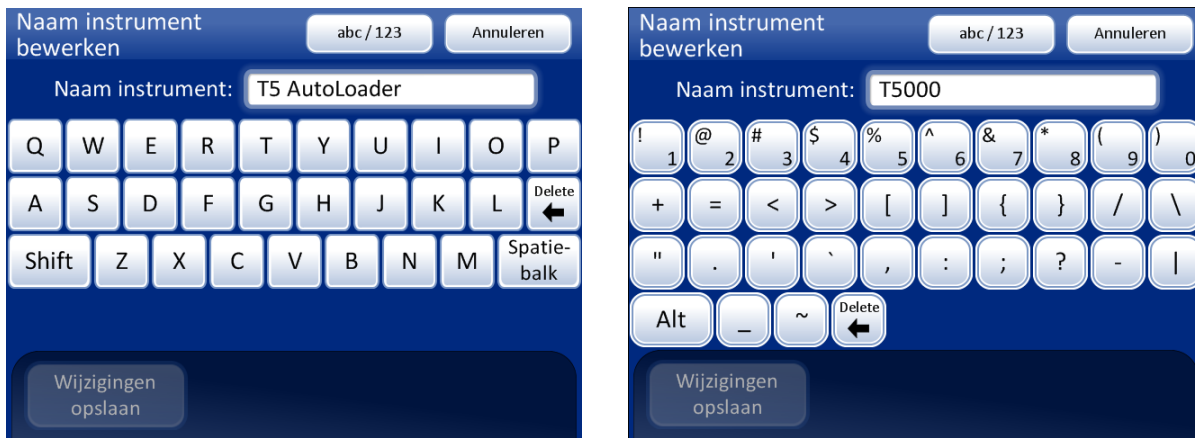 Naam instrument
bewerken
abc / 123
Annuleren
Naam instrument: T5 AutoLoader
Q W E R T Y U I O P
A S D F G H J K L Delete
Shift Z X C V B N M Spatie-
balk
Wijzigingen
opslaan
Naam instrument
bewerken
abc / 123
Annuleren
Naam instrument: T5000
! @ # $ % ^ & * ( )
1 2 3 4 5 6 7 8 9 0
+ = < > [ ] { } / \
" . ' ` , : ; ? - |
Alt _ ~ Delete
Wijzigingen
opslaan